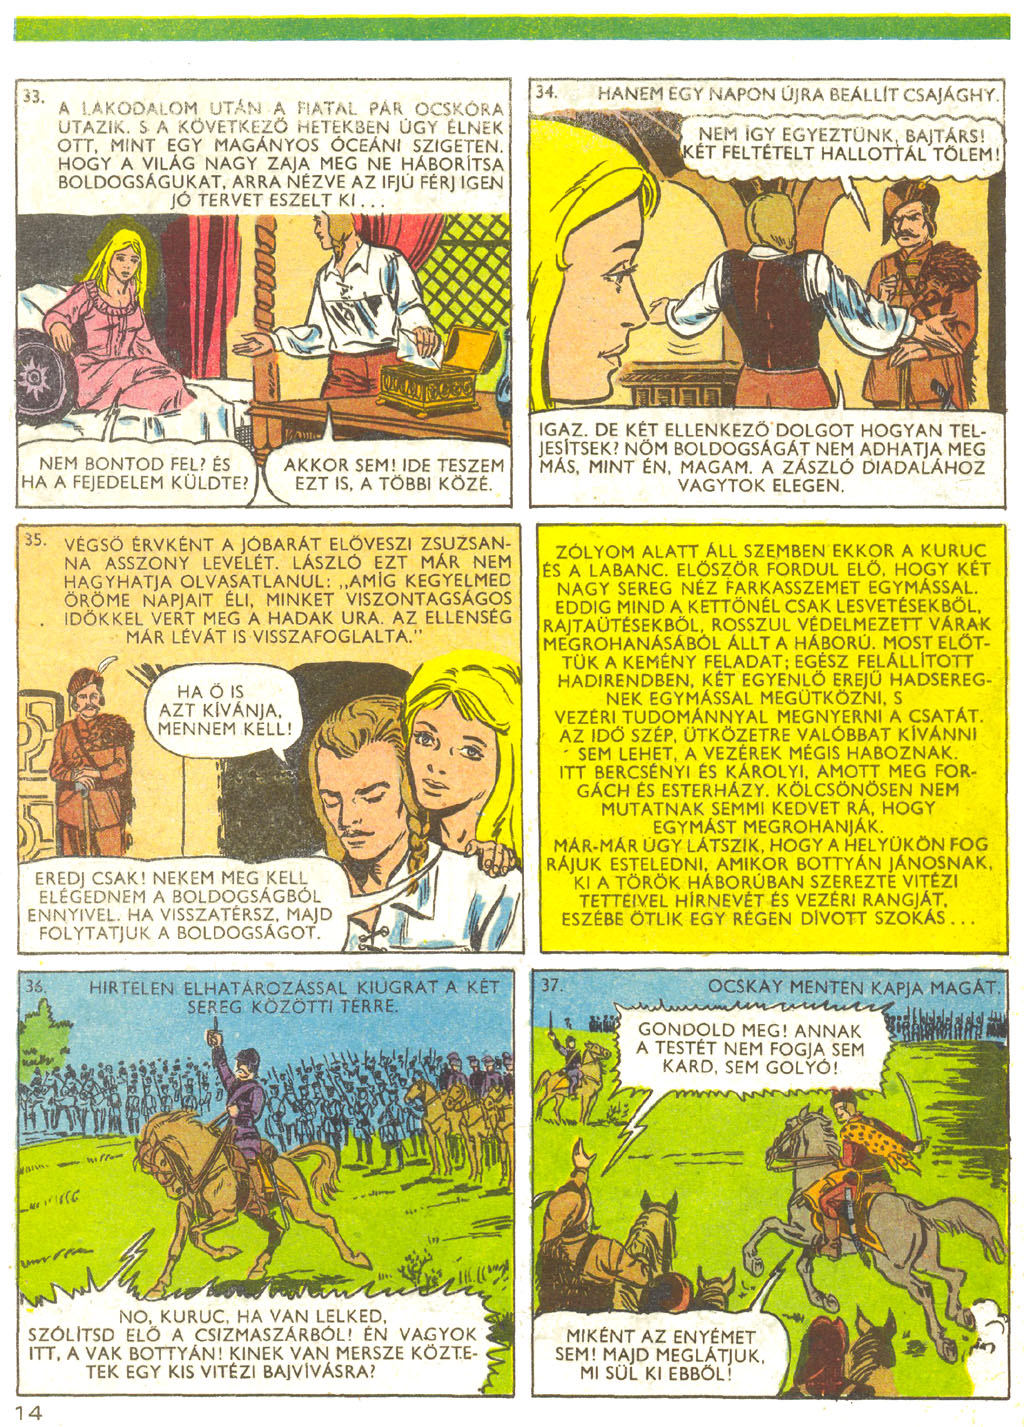 33.
A LAKODALOM UTÁN A FIATAL PÁR OCSKÓRA
UTAZIK. S A KÖVETKEZŐ HETEKBEN ÚGY ÉLNEK
OTT, MINT EGY MAGÁNYOS ÓCEÁNI SZIGETEN.
HOGY A VILÁG NAGY ZAJA MEG NE HÁBORÍTSA
BOLDOGSÁGUKAT, ARRA NÉZVE AZ IFJÚ FÉRJ IGEN
JÓ TERVET ESZELT KI...
NEM BONTOD FEL? ÉS
HA A FEJEDELEM KÜLDTE?
AKKOR SEM! IDE TESZEM
EZT IS, A TÖBBI KÖZÉ.
34. HANEM EGY NAPON ÚJRA BEÁLLÍT CSAJÁGHY.
NEM ÍGY EGYEZTÜNK, BAJTÁRS!
KÉT FELTÉTELT HALLOTTÁL TŐLEM!
IGAZ. DE KÉT ELLENKEZŐ DOLGOT HOGYAN TEL-
JESÍTSEK? NŐM BOLDOGSÁGÁT NEM ADHATJA MEG
MÁS, MINT ÉN, MAGAM. A ZÁSZLÓ DIADALÁHOZ
VAGYTOK ELEGEN.
35. VÉGSŐ ÉRVKÉNT A JÓBARÁT ELŐVESZI ZSUZSAN-
NA ASSZONY LEVELÉT. LÁSZLÓ EZT MÁR NEM
HAGYHATJA OLVASATLANUL: „AMÍG KEGYELMED
ÖRÖME NAPJAIT ÉLI, MINKET VISZONTAGSÁGOS
IDŐKKEL VERT MEG A HADAK URA. AZ ELLENSÉG
MÁR LÉVÁT IS VISSZAFOGLALTA."
HA Ő IS
AZT KÍVÁNJA,
MENNEM KELL!
EREDJ CSAK! NEKEM MEG KELL
ELÉGEDNEM A BOLDOGSÁGBÓL
ENNYIVEL. HA VISSZATÉRSZ, MAJD
FOLYTATJUK A BOLDOGSÁGOT.
ZÓLYOM ALATT ÁLL SZEMBEN EKKOR A KURUC
ÉS A LABANC. ELŐSZÖR FORDUL ELŐ, HOGY KÉT
NAGY SEREG NÉZ FARKASSZEMET EGYMÁSSAL.
EDDIG MIND A KETTŐNÉL CSAK LESVETÉSEKBŐL,
RAJTAÜTÉSEKBŐL, ROSSZUL VÉDELMEZETT VÁRAK
MEGROHANÁSÁBÓL ÁLLT A HÁBORÚ. MOST ELŐT-
TÜK A KEMÉNY FELADAT; EGÉSZ FELÁLLÍTOTT
HADIRENDBEN, KÉT EGYENLŐ EREJŰ HADSEREG-
NEK EGYMÁSSAL MEGÜTKÖZNI, S
VEZÉRI TUDOMÁNNYAL MEGNYERNI A CSATÁT.
AZ IDŐ SZÉP, ÜTKÖZETRE VALÓBBAT KÍVÁNNI
SEM LEHET, A VEZÉREK MÉGIS HABOZNAK.
ITT BERCSÉNYI ÉS KÁROLYI, AMOTT MEG FOR-
GÁCH ÉS ESTERHÁZY. KÖLCSÖNÖSEN NEM
MUTATNAK SEMMI KEDVET RÁ, HOGY
EGYMÁST MEGROHANJÁK.
MÁR-MÁR ÚGY LÁTSZIK, HOGY A HELYÜKÖN FOG
RÁJUK ESTELEDNI, AMIKOR BOTTYÁN JÁNOSNAK,
KI A TÖRÖK HÁBORÚBAN SZEREZTE VITÉZI
TETTEIVEL HÍRNEVÉT ÉS VEZÉRI RANGJÁT,
ESZÉBE ÖTLIK EGY RÉGEN DÍVOTT SZOKÁS...
36. HIRTELEN ELHATÁROZÁSSAL KIUGRAT A KÉT
SEREG KÖZÖTTI TÉRRE.
NO, KURUC, HA VAN LELKED,
SZÓLÍTSD ELŐ A CSIZMASZÁRBÓL! ÉN VAGYOK
ITT, A VAK BOTTYÁN! KINEK VAN MERSZE KÖZTE-
TEK EGY KIS VITÉZI BAJVÍVÁSRA?
37. OCSKAY MENTEN KAPJA MAGÁT.
GONDOLD MEG! ANNAK
A TESTÉT NEM FOGJA SEM
KARD, SEM GOLYÓ!
MIKÉNT AZ ENYÉMET
SEM! MAJD MEGLÁTJUK,
MI SÜL KI EBBŐL!
14